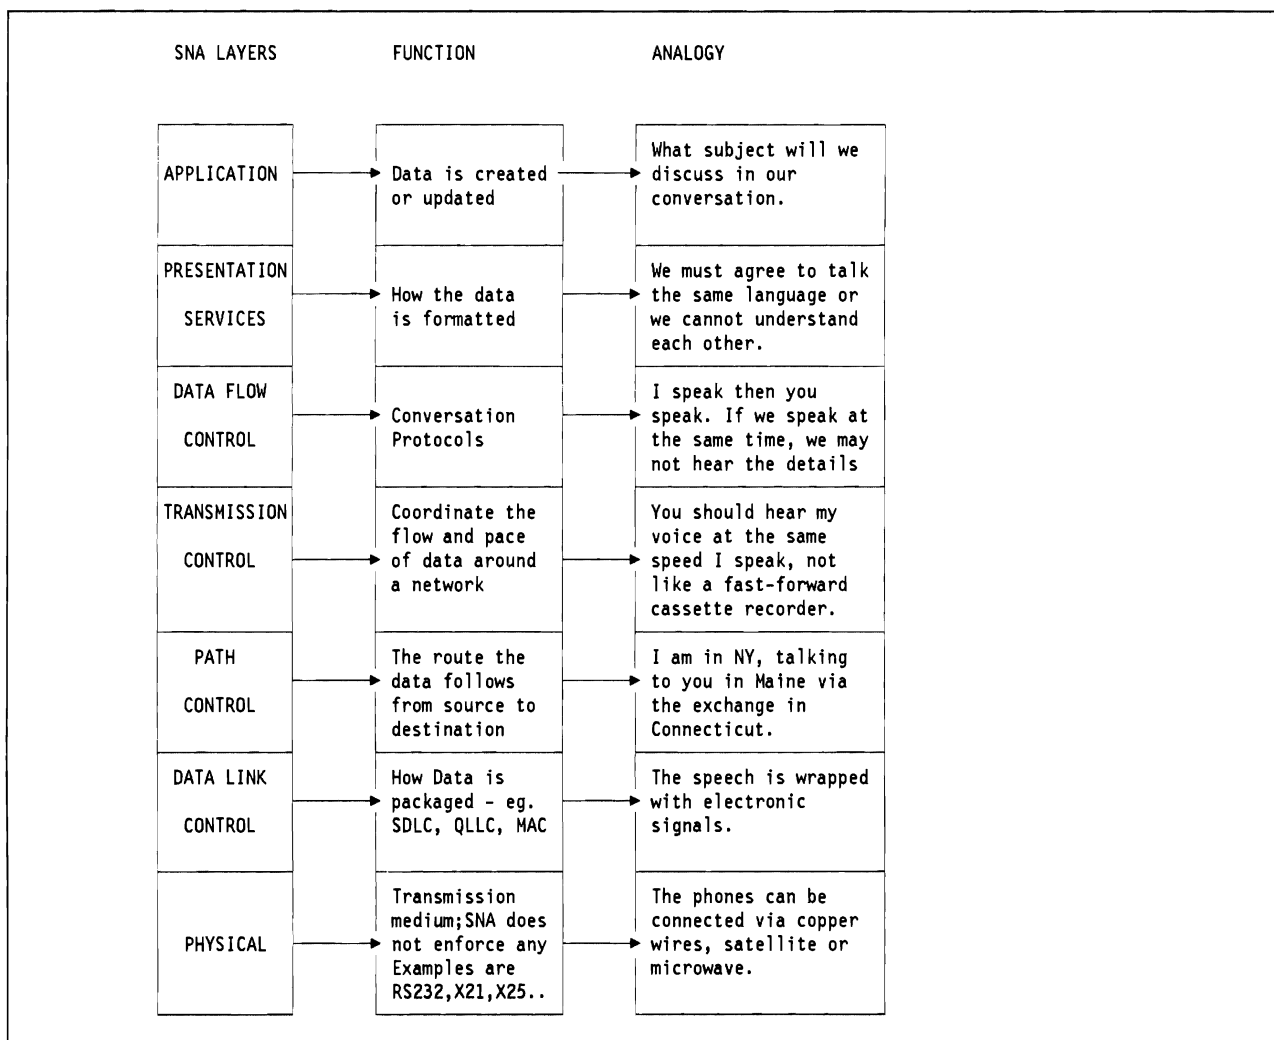 SNA LAYERS FUNCTION ANALOGY
APPLICATION
Data is created
or updated
What subject will we
discuss in our
conversation.
PRESENTATION
SERVICES
How the data
is formatted
We must agree to talk
the same language or
we cannot understand
each other.
DATA FLOW
CONTROL
Conversation
Protocols
I speak then you
speak. If we speak at
the same time, we may
not hear the details
TRANSMISSION
CONTROL
Coordinate the
flow and pace
of data around
a network
You should hear my
voice at the same
speed I speak, not
like a fast-forward
cassette recorder.
PATH
CONTROL
The route the
data follows
from source to
destination
I am in NY, talking
to you in Maine via
the exchange in
Connecticut.
DATA LINK
CONTROL
How Data is
packaged - eg.
SDLC, QLLC, MAC
The speech is wrapped
with electronic
signals.
PHYSICAL
Transmission
medium;SNA does
not enforce any
Examples are
RS232,X21,X25..
The phones can be
connected via copper
wires, satellite or
microwave.